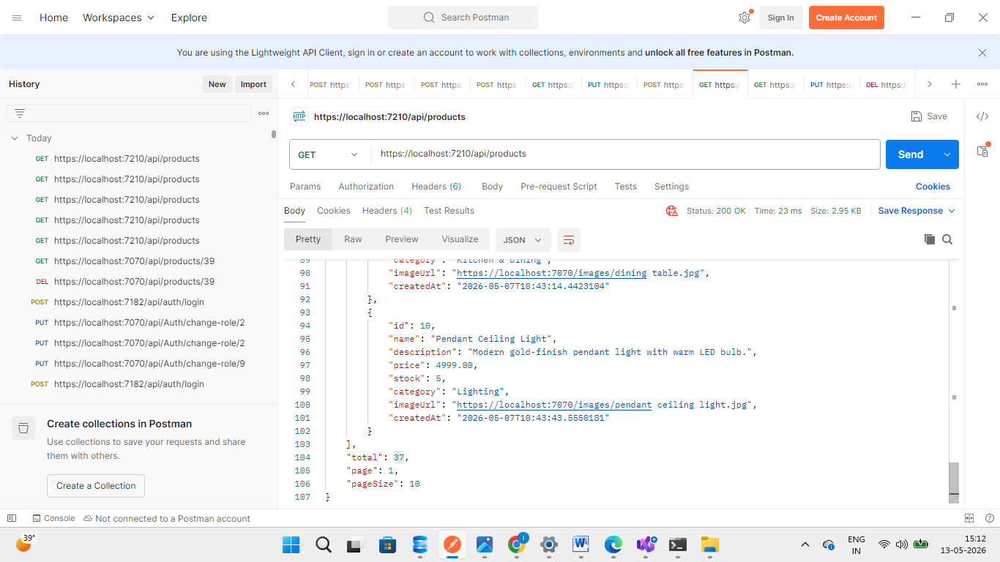 Home Workspaces Explore Search Postman Sign In Create Account
You are using the Lightweight API Client, sign in or create an account to work with collections, environments and unlock all free features in Postman.
History New Import
POST https: POST https: POST https: POST https: GET https:/ PUT https:/ POST https: GET https:/ GET https:/ PUT https:/ DEL https:/
Today
GET https://localhost:7210/api/products
GET https://localhost:7210/api/products
GET https://localhost:7210/api/products
GET https://localhost:7210/api/products
GET https://localhost:7210/api/products
GET https://localhost:7070/api/products/39
DEL https://localhost:7070/api/products/39
POST https://localhost:7182/api/auth/login
PUT https://localhost:7070/api/Auth/change-role/2
PUT https://localhost:7070/api/Auth/change-role/2
PUT https://localhost:7070/api/Auth/change-role/9
POST https://localhost:7182/api/auth/login
Create collections in Postman
Use collections to save your requests and share
them with others.
Create a Collection
HTTP https://localhost:7210/api/products Save
GET https://localhost:7210/api/products Send
Params Authorization Headers (6) Body Pre-request Script Tests Settings Cookies
Body Cookies Headers (4) Test Results Status: 200 OK Time: 23 ms Size: 2.95 KB Save Response
Pretty Raw Preview Visualize JSON
89 "category": "Kitchen & Dining",
90 "imageUrl": "https://localhost:7070/images/dining table.jpg",
91 "createdAt": "2026-05-07T10:43:14.4423104"
92 },
93 {
94 "id": 10,
95 "name": "Pendant Ceiling Light",
96 "description": "Modern gold-finish pendant light with warm LED bulb.",
97 "price": 4999.00,
98 "stock": 5,
99 "category": "Lighting",
100 "imageUrl": "https://localhost:7070/images/pendant ceiling light.jpg",
101 "createdAt": "2026-05-07T10:43:43.5550181"
102 }
103 ],
104 "total": 37,
105 "page": 1,
106 "pageSize": 10
107 }
Console Not connected to a Postman account
39°
1
ENG
IN
15:12
13-05-2026